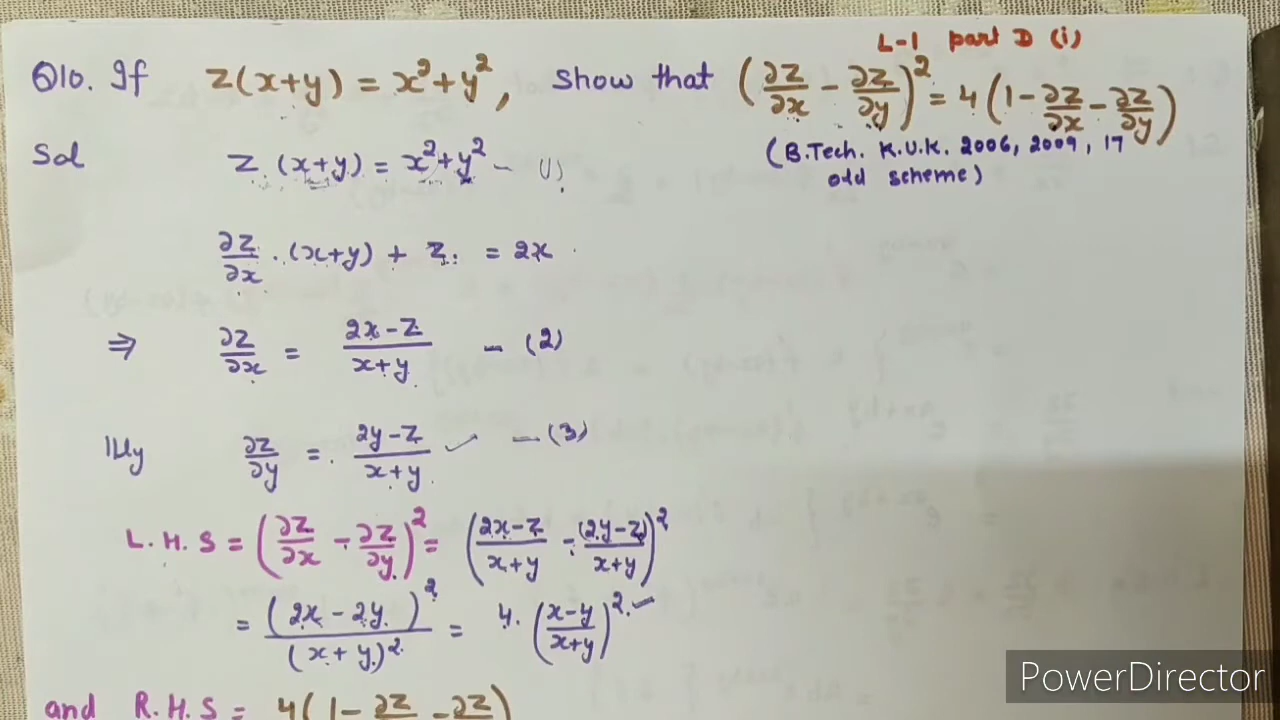 L-1 part D (i)
Q10. If z(x+y) = x²+y², Show that (∂z/∂x - ∂z/∂y)² = 4(1 - ∂z/∂x - ∂z/∂y)
(B.Tech. K.U.K. 2006, 2009, 17
old scheme)
Sol z.(x+y) = x²+y² - (1)
∂z/∂x . (x+y) + z. = 2x
⇒ ∂z/∂x = (2x-z)/(x+y) - (2)
111ly ∂z/∂y = (2y-z)/(x+y) ✓ - (3)
L.H.S = (∂z/∂x - ∂z/∂y)² = ((2x-z)/(x+y) - (2y-z)/(x+y))²
= (2x-2y)²/(x+y)² = 4.((x-y)/(x+y))² ✓
and R.H.S = 4(1 - ∂z/∂x - ∂z/∂y)
PowerDirector